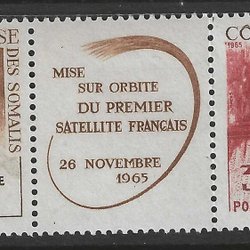 SE
DES SOMALIS
MISE
SUR ORBITE
DU PREMIER
SATELLITE FRANÇAIS
26 NOVEMBRE
1965
CO
1965
PO